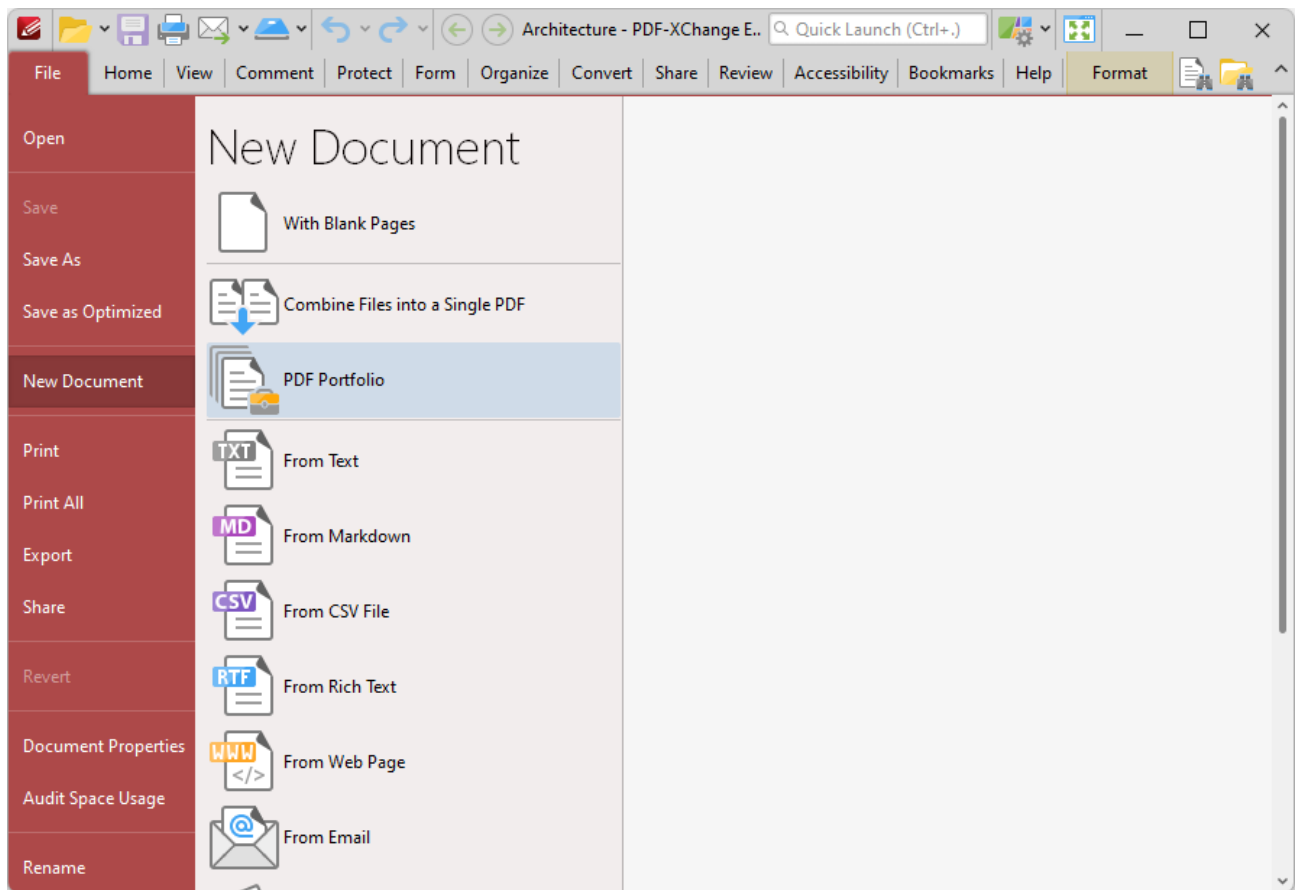 Architecture - PDF-XChange E..
Quick Launch (Ctrl+.)
File Home View Comment Protect Form Organize Convert Share Review Accessibility Bookmarks Help Format
Open
Save
Save As
Save as Optimized
New Document
Print
Print All
Export
Share
Revert
Document Properties
Audit Space Usage
Rename
New Document
With Blank Pages
Combine Files into a Single PDF
PDF Portfolio
TXT
From Text
MD
From Markdown
CSV
From CSV File
RTF
From Rich Text
WWW
</>
From Web Page
@
From Email